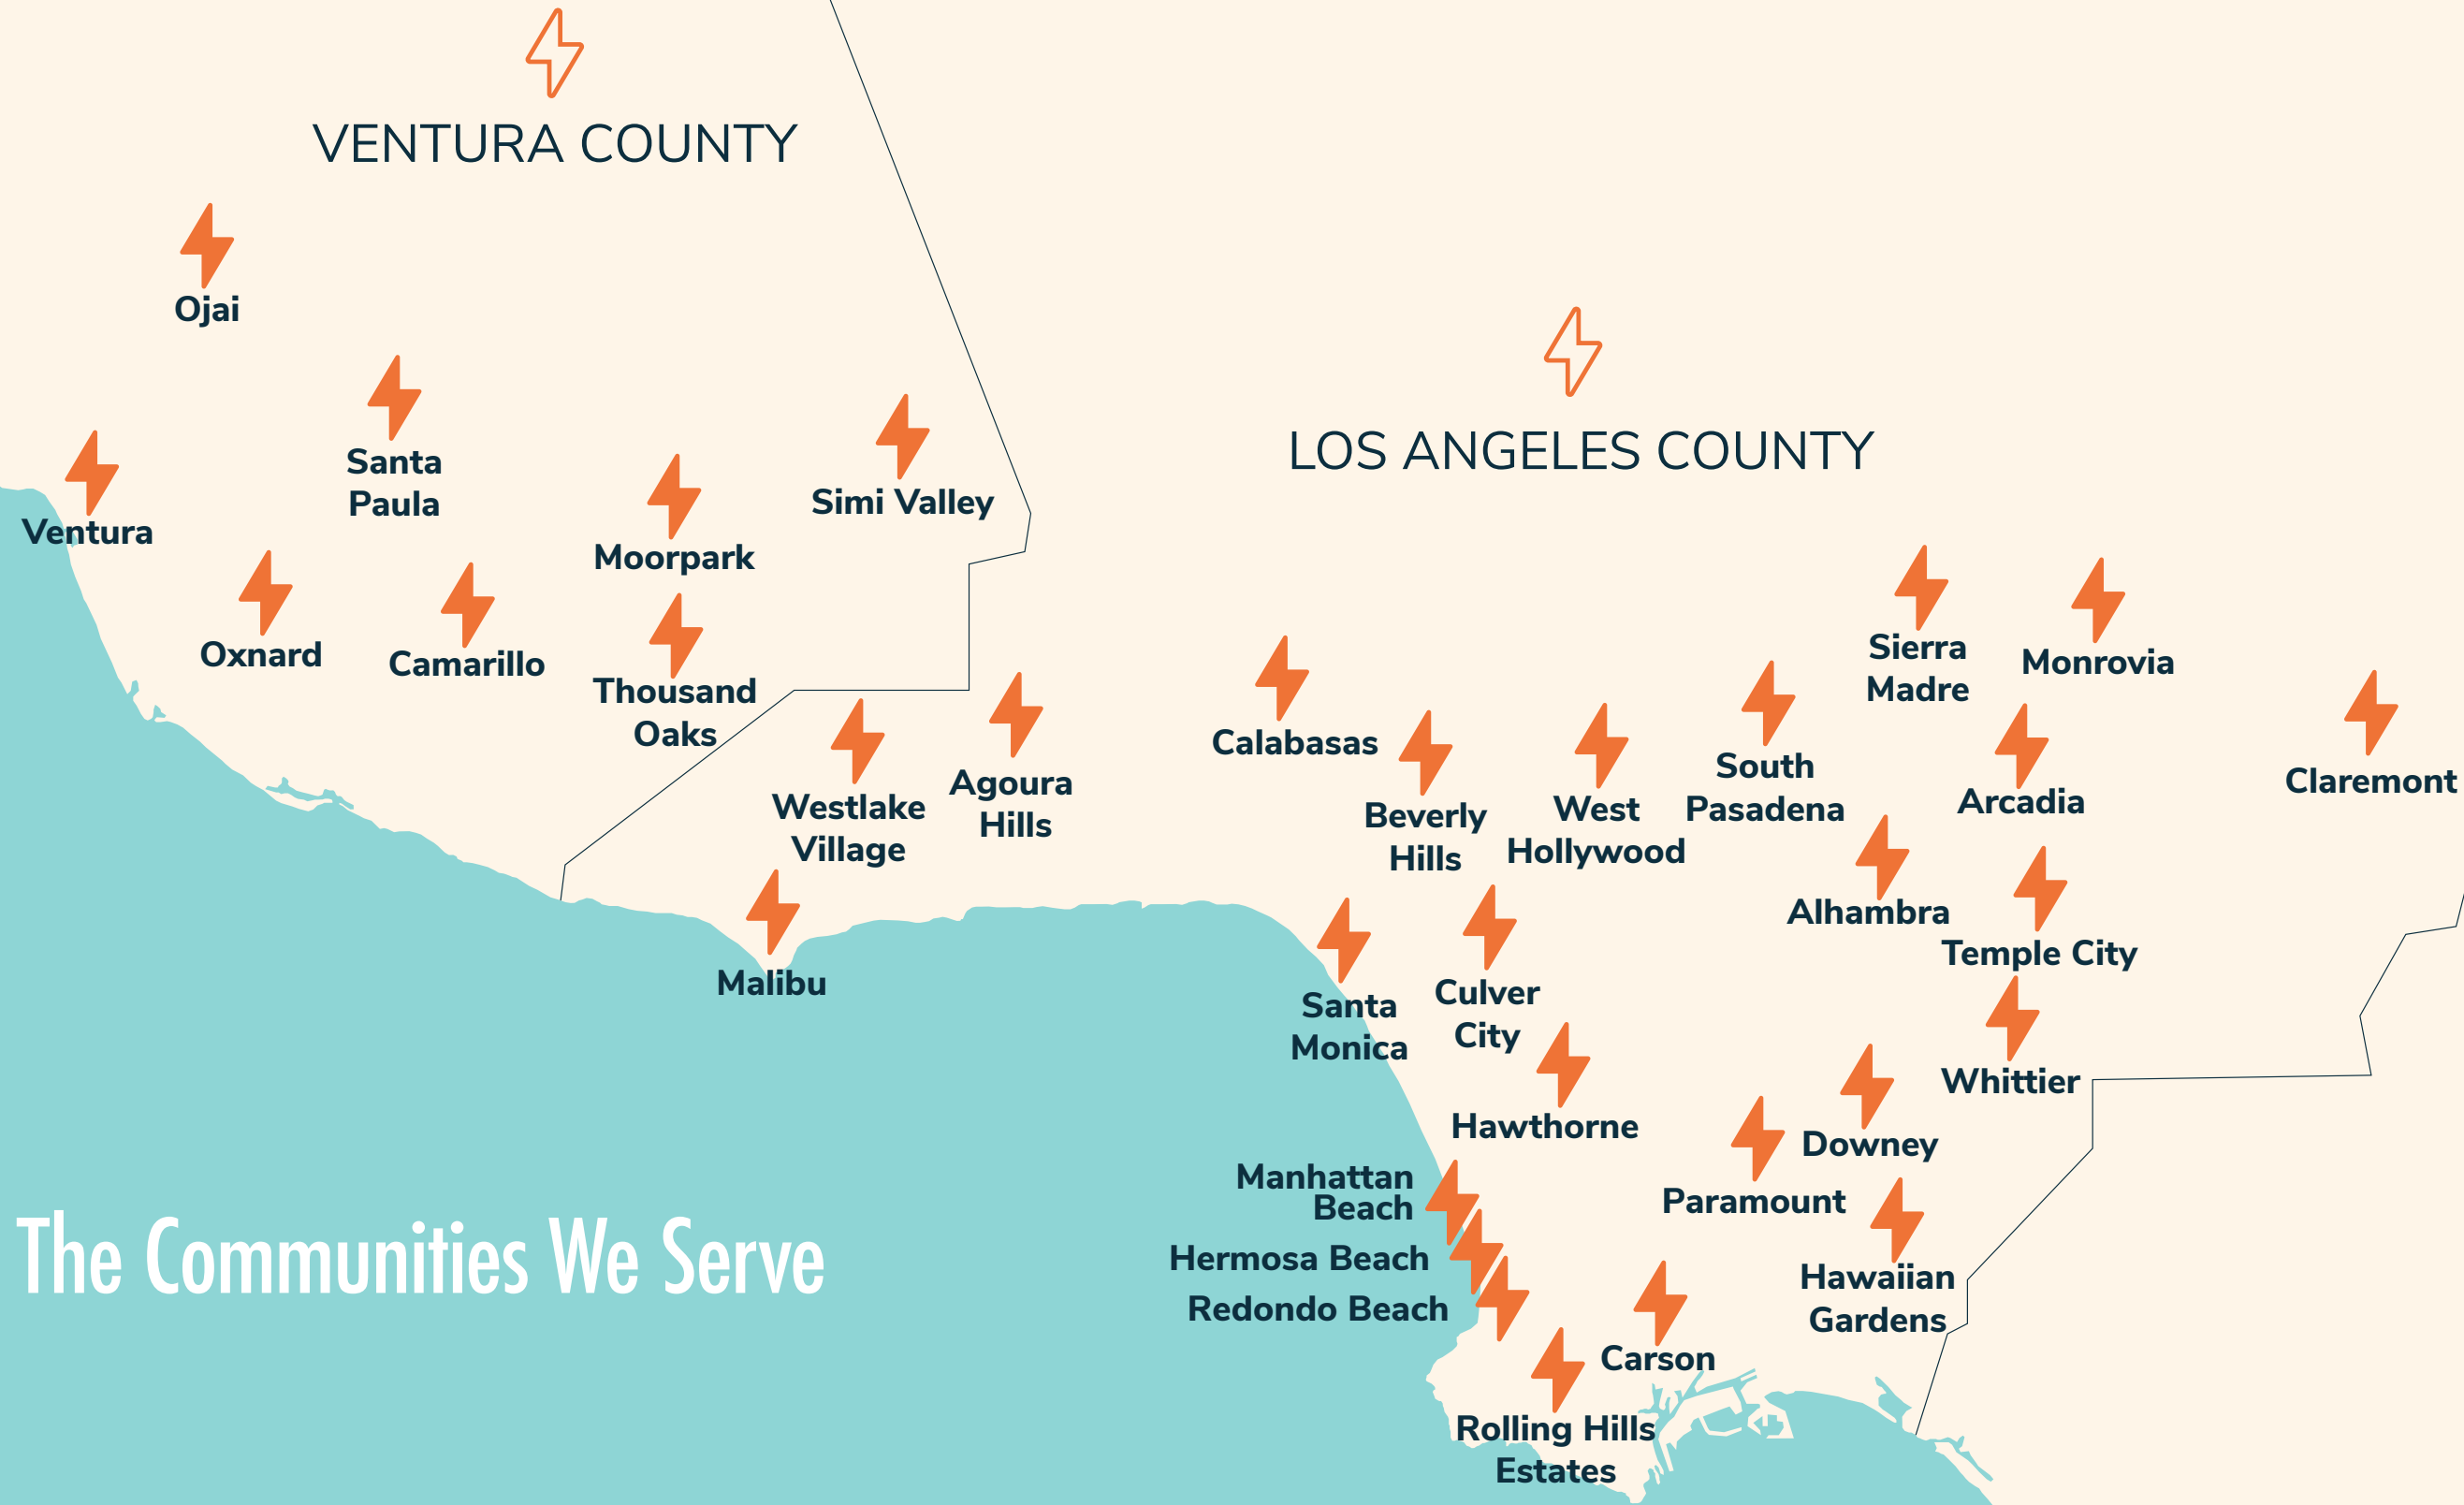 VENTURA COUNTY
Ojai
Santa
Paula
Ventura
Simi Valley
Moorpark
Oxnard
Camarillo
Thousand
Oaks
LOS ANGELES COUNTY
Westlake
Village
Agoura
Hills
Malibu
Calabasas
Beverly
Hills
West
Hollywood
South
Pasadena
Sierra
Madre
Monrovia
Arcadia
Claremont
Alhambra
Temple City
Santa
Monica
Culver
City
Whittier
Hawthorne
Downey
Paramount
Manhattan
Beach
Hermosa Beach
Redondo Beach
Hawaiian
Gardens
Carson
Rolling Hills
Estates
The Communities We Serve